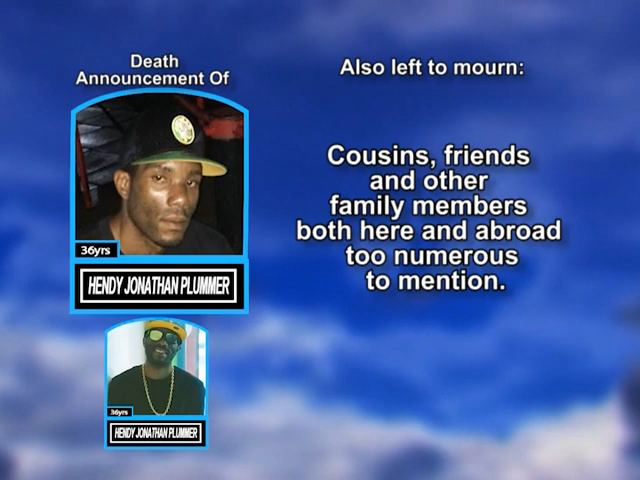 Death
Announcement Of
36yrs
HENDY JONATHAN PLUMMER
36yrs
HENDY JONATHAN PLUMMER
Also left to mourn:
Cousins, friends
and other
family members
both here and abroad
too numerous
to mention.